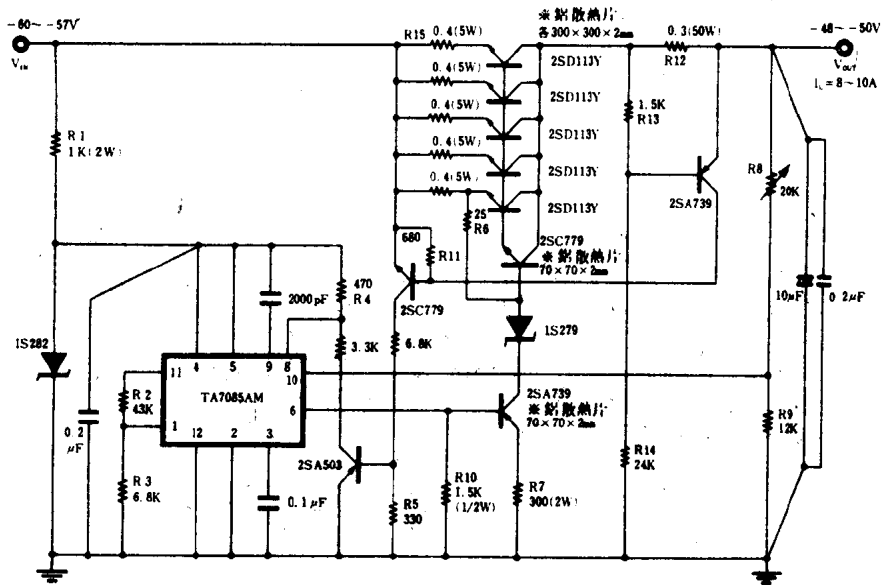 -60~-57V
V_IN
R15
0.4(5W)
※鋁散熱片
各300×300×2mm
2SD113Y
0.3(50W)
R12
-48~-50V
V_OUT
I_L=8~10A
0.4(5W)
2SD113Y
0.4(5W)
2SD113Y
0.4(5W)
2SD113Y
0.4(5W)
2SD113Y
R1
1K(2W)
1.5K
R13
2SA739
R8
20K
25
R6
680
R11
2SC779
※鋁散熱片
70×70×2mm
2000pF
470
R4
2SC779
10μF
0.2μF
1S282
3.3K
6.8K
1S279
4
5
9
8
11
10
TA7085AM
1
6
12
2
3
R2
43K
2SA739
※鋁散熱片
70×70×2mm
0.2
μF
R3
6.8K
0.1μF
2SA503
R5
330
R10
1.5K
(1/2W)
R7
300(2W)
R14
24K
R9
12K